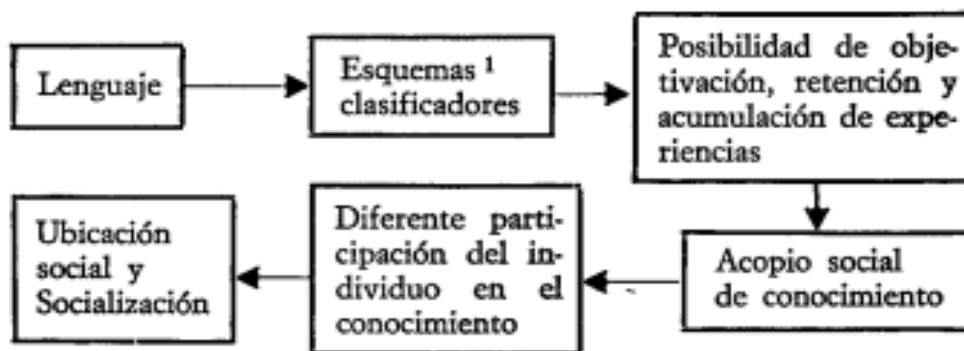 Lenguaje
Esquemas 1
clasificadores
Posibilidad de obje-
tivación, retención y
acumulación de expe-
riencias
Acopio social
de conocimiento
Diferente parti-
cipación del in-
dividuo en el
conocimiento
Ubicación
social y
Socialización